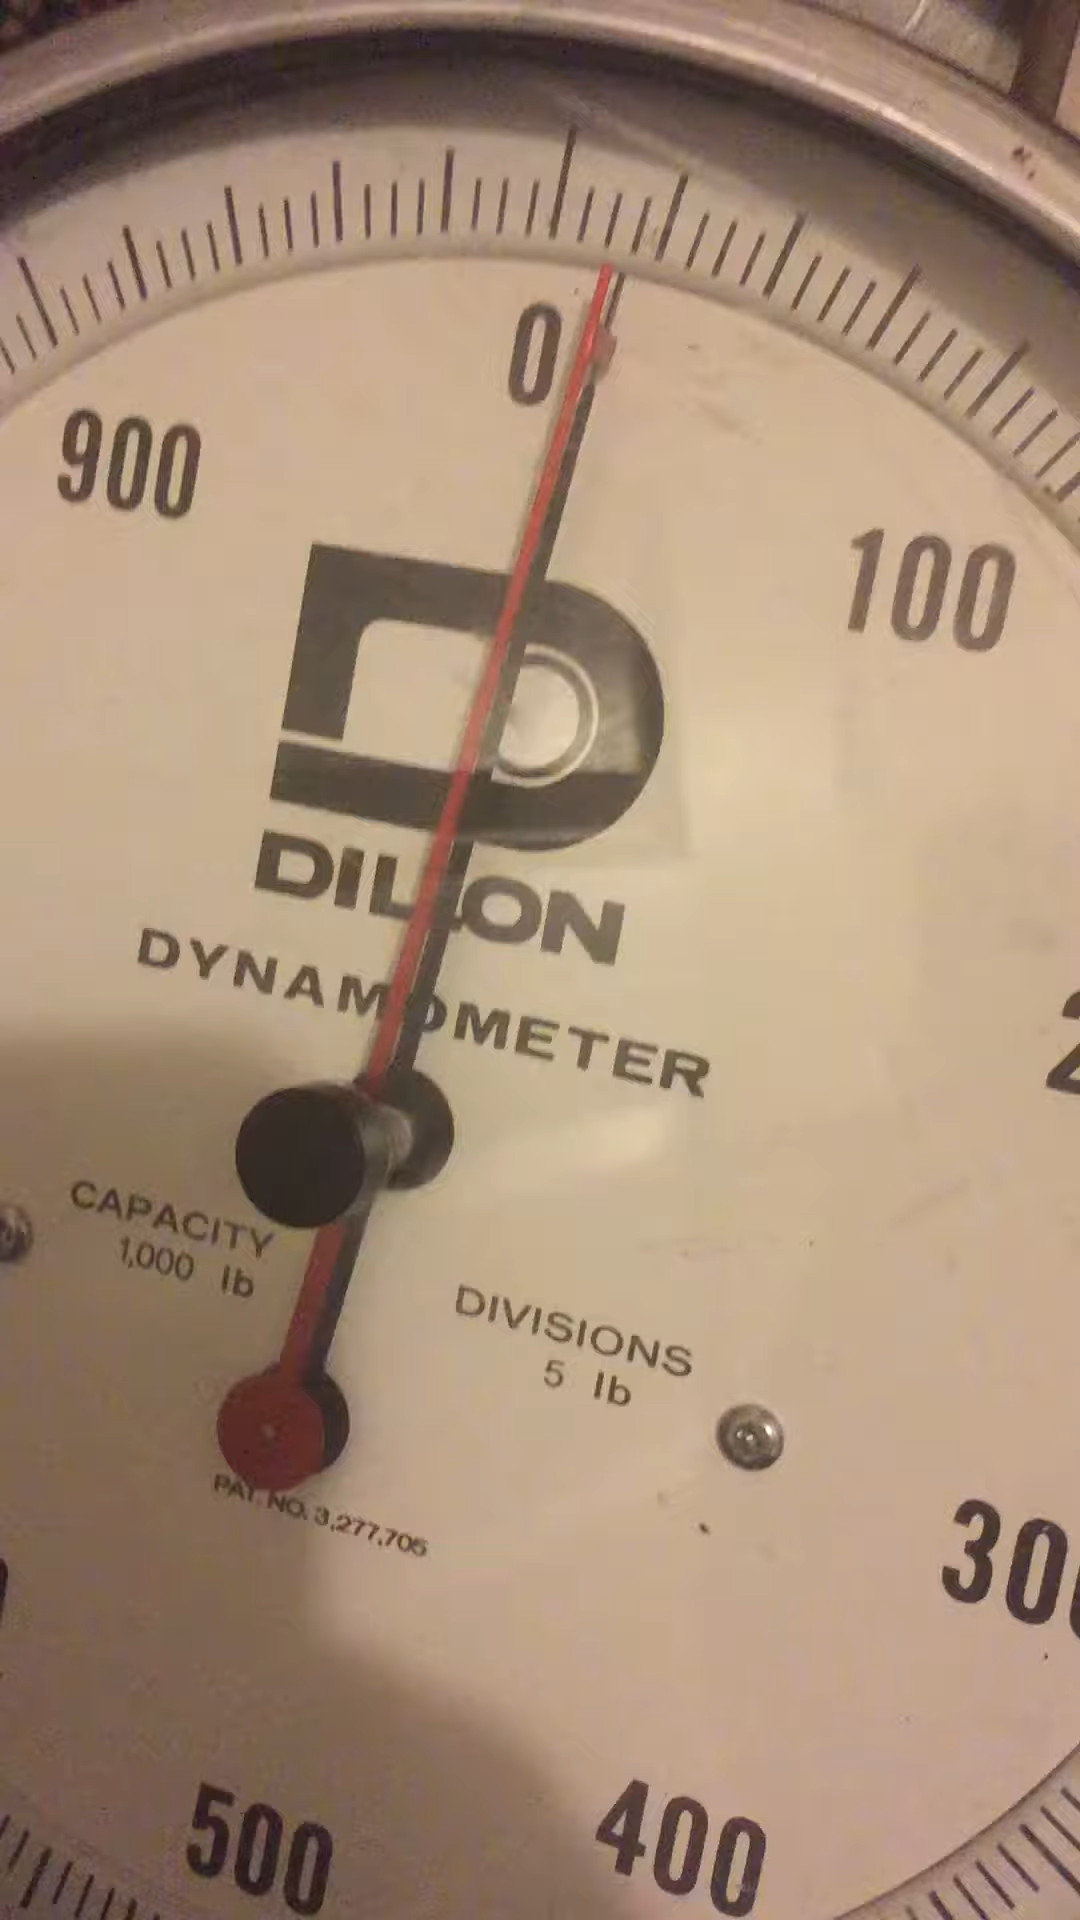 0
900
100
DILLON
DYNAMOMETER
CAPACITY
1,000 lb
DIVISIONS
5 lb
PAT. NO. 3,277,705
300
500
400